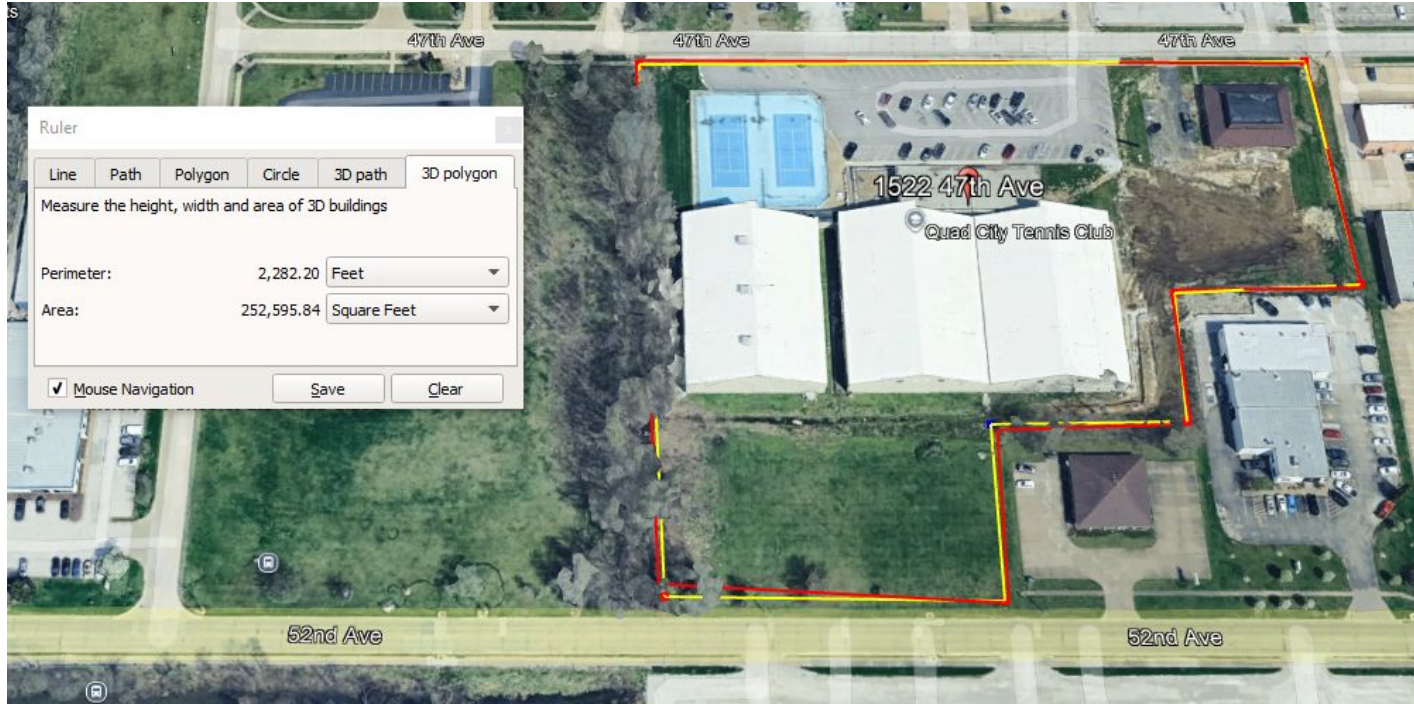 47th Ave
47th Ave
47th Ave
Ruler
Line Path Polygon Circle 3D path 3D polygon
Measure the height, width and area of 3D buildings
Perimeter: 2,282.20 Feet
Area: 252,595.84 Square Feet
Mouse Navigation Save Clear
1522 47th Ave
Quad City Tennis Club
52nd Ave
52nd Ave